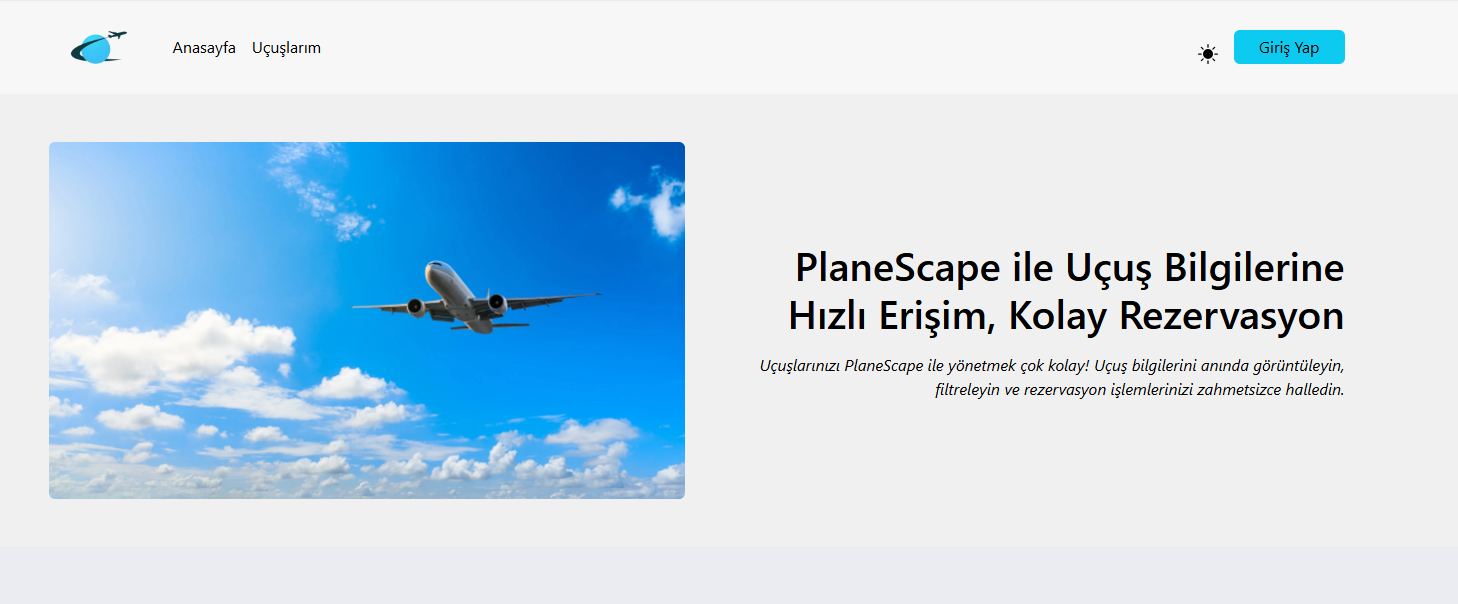 Anasayfa Uçuşlarım Giriş Yap
PlaneScape ile Uçuş Bilgilerine
Hızlı Erişim, Kolay Rezervasyon
Uçuşlarınızı PlaneScape ile yönetmek çok kolay! Uçuş bilgilerini anında görüntüleyin,
filtreleyin ve rezervasyon işlemlerinizi zahmetsizce halledin.